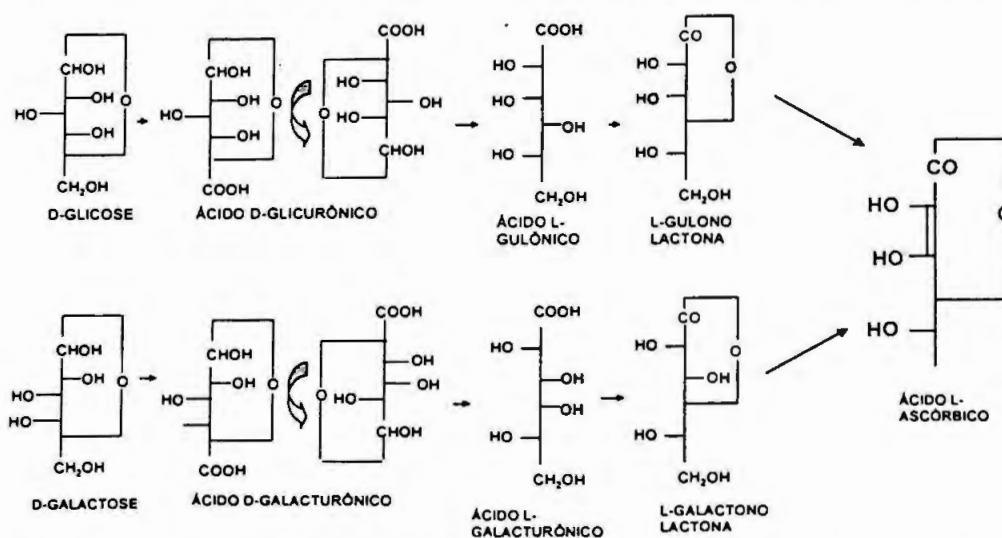 CHOH
OH
O
HO
OH
CH₂OH
D-GLICOSE
CHOH
OH
O
HO
OH
COOH
COOH
HO
OH
O
HO
CHOH
ÁCIDO D-GLICURÔNICO
COOH
HO
HO
OH
HO
CH₂OH
ÁCIDO L-
GULÔNICO
CO
HO
O
HO
HO
CH₂OH
L-GULONO
LACTONA
CO
HO
HO
HO
ÁCIDO L-
ASCÓRBICO
CHOH
OH
O
HO
HO
CH₂OH
D-GALACTOSE
CHOH
OH
O
HO
COOH
COOH
OH
O
OH
HO
CHOH
ÁCIDO D-GALACTURÔNICO
COOH
HO
OH
OH
HO
CH₂OH
ÁCIDO L-
GALACTURÔNICO
CO
HO
O
OH
HO
CH₂OH
L-GALACTONO
LACTONA